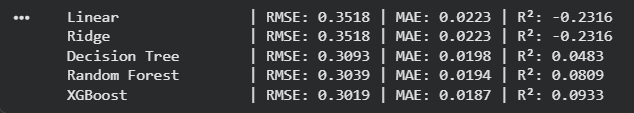 ••• Linear | RMSE: 0.3518 | MAE: 0.0223 | R²: -0.2316
Ridge | RMSE: 0.3518 | MAE: 0.0223 | R²: -0.2316
Decision Tree | RMSE: 0.3093 | MAE: 0.0198 | R²: 0.0483
Random Forest | RMSE: 0.3039 | MAE: 0.0194 | R²: 0.0809
XGBoost | RMSE: 0.3019 | MAE: 0.0187 | R²: 0.0933